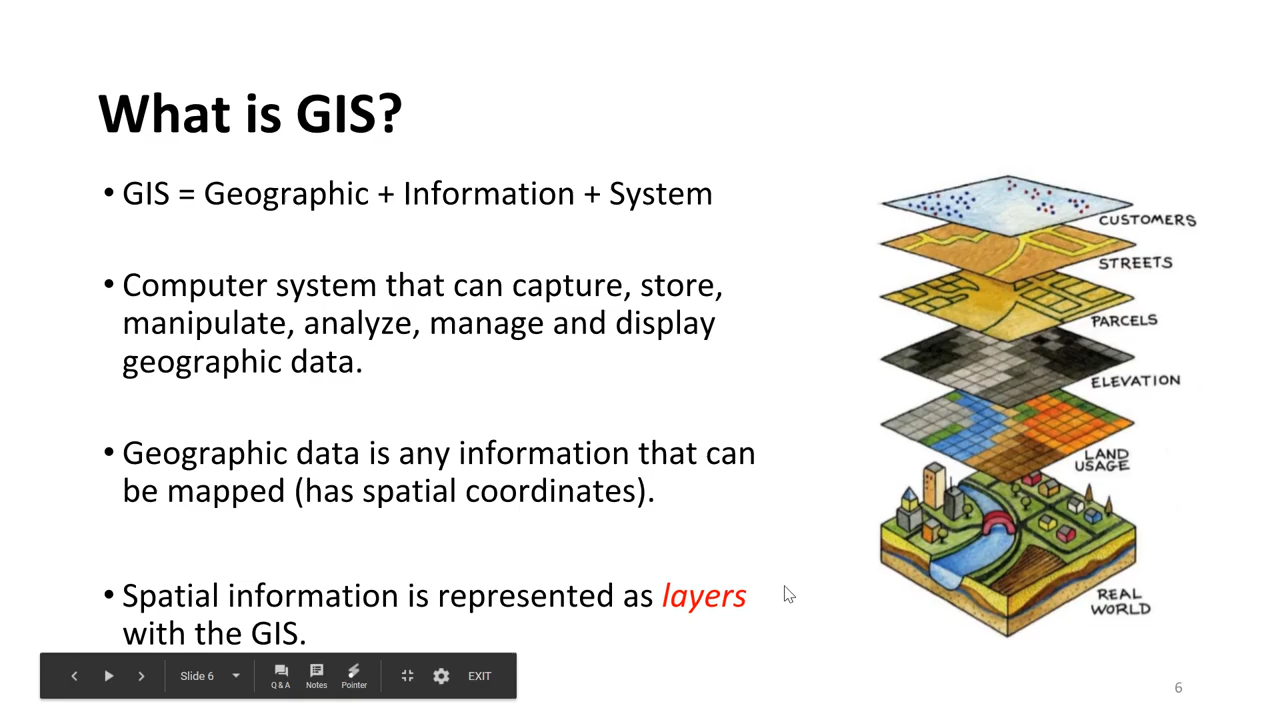 What is GIS?
• GIS = Geographic + Information + System
• Computer system that can capture, store,
manipulate, analyze, manage and display
geographic data.
• Geographic data is any information that can
be mapped (has spatial coordinates).
• Spatial information is represented as layers
with the GIS.
CUSTOMERS
STREETS
PARCELS
ELEVATION
LAND
USAGE
REAL
WORLD
Slide 6
Q & A
Notes
Pointer
EXIT
6